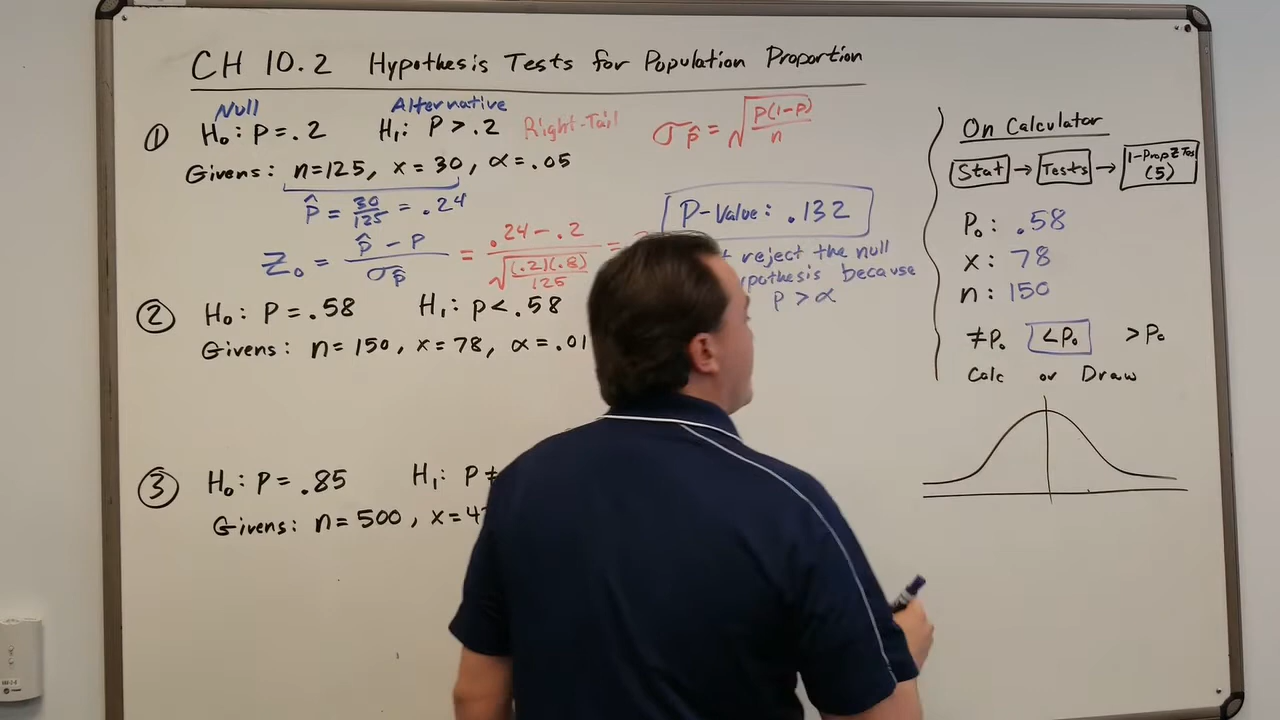 CH 10.2 Hypothesis Tests for Population Proportion
Null Alternative
① H₀: P = .2 H₁: P > .2 Right-Tail
Givens: n=125, x=30, α=.05
p̂ = 30/125 = .24
Z₀ = p̂ - P / σp̂ = .24 - .2 / √((.2)(.8)/125) =
σp̂ = √(P(1-P)/n)
P-Value: .132
reject the null
because
P > α
② H₀: P = .58 H₁: P < .58
Givens: n=150, x=78, α=.01
③ H₀: P = .85 H₁: P ≠
Givens: n=500, x=4
On Calculator
Stat → Tests → 1-PropZTes (5)
P₀: .58
x: 78
n: 150
≠P₀ <P₀ >P₀
Calc or Draw